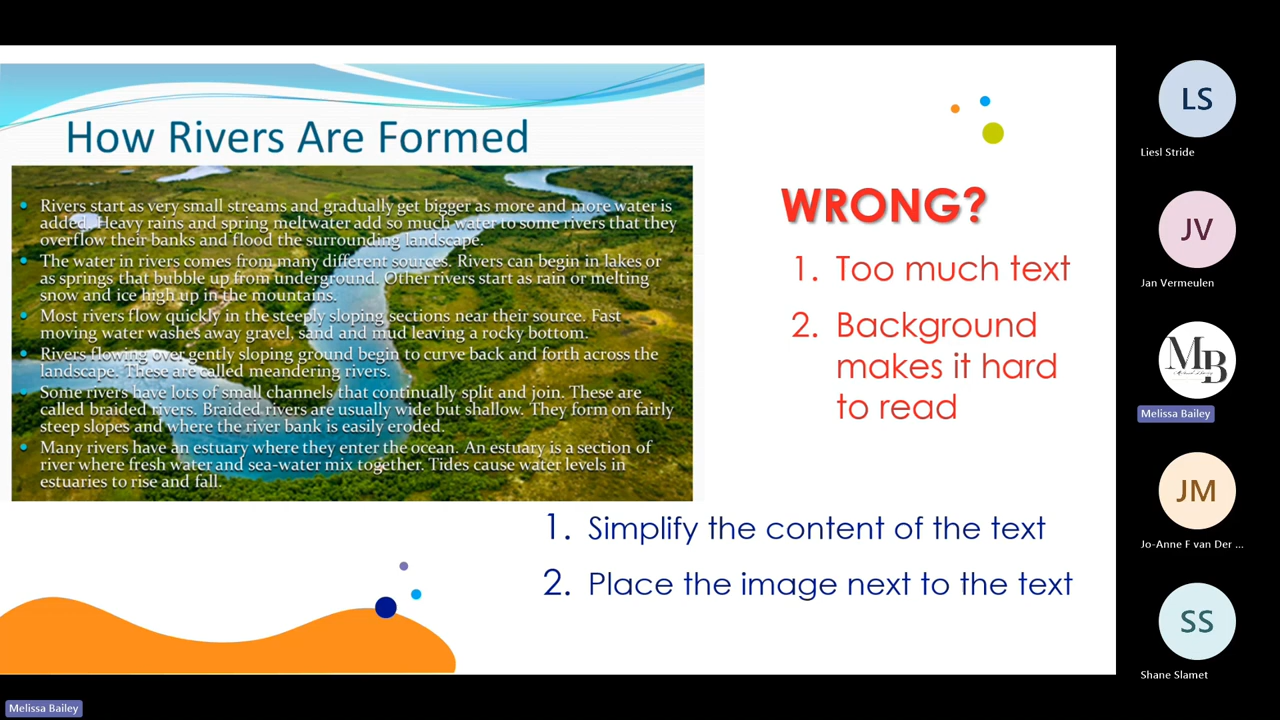 How Rivers Are Formed
Rivers start as very small streams and gradually get bigger as more and more water is
added. Heavy rains and spring meltwater add so much water to some rivers that they
overflow their banks and flood the surrounding landscape.
The water in rivers comes from many different sources. Rivers can begin in lakes or
as springs that bubble up from underground. Other rivers start as rain or melting
snow and ice high up in the mountains.
Most rivers flow quickly in the steeply sloping sections near their source. Fast
moving water washes away gravel, sand and mud leaving a rocky bottom.
Rivers flowing over gently sloping ground begin to curve back and forth across the
landscape. These are called meandering rivers.
Some rivers have lots of small channels that continually split and join. These are
called braided rivers. Braided rivers are usually wide but shallow. They form on fairly
steep slopes and where the river bank is easily eroded.
Many rivers have an estuary where they enter the ocean. An estuary is a section of
river where fresh water and sea-water mix together. Tides cause water levels in
estuaries to rise and fall.
WRONG?
1. Too much text
2. Background
makes it hard
to read
1. Simplify the content of the text
2. Place the image next to the text
LS
Liesl Stride
JV
Jan Vermeulen
MB
Melissa Bailey
JM
Jo-Anne F van Der ...
SS
Shane Slamet
Melissa Bailey